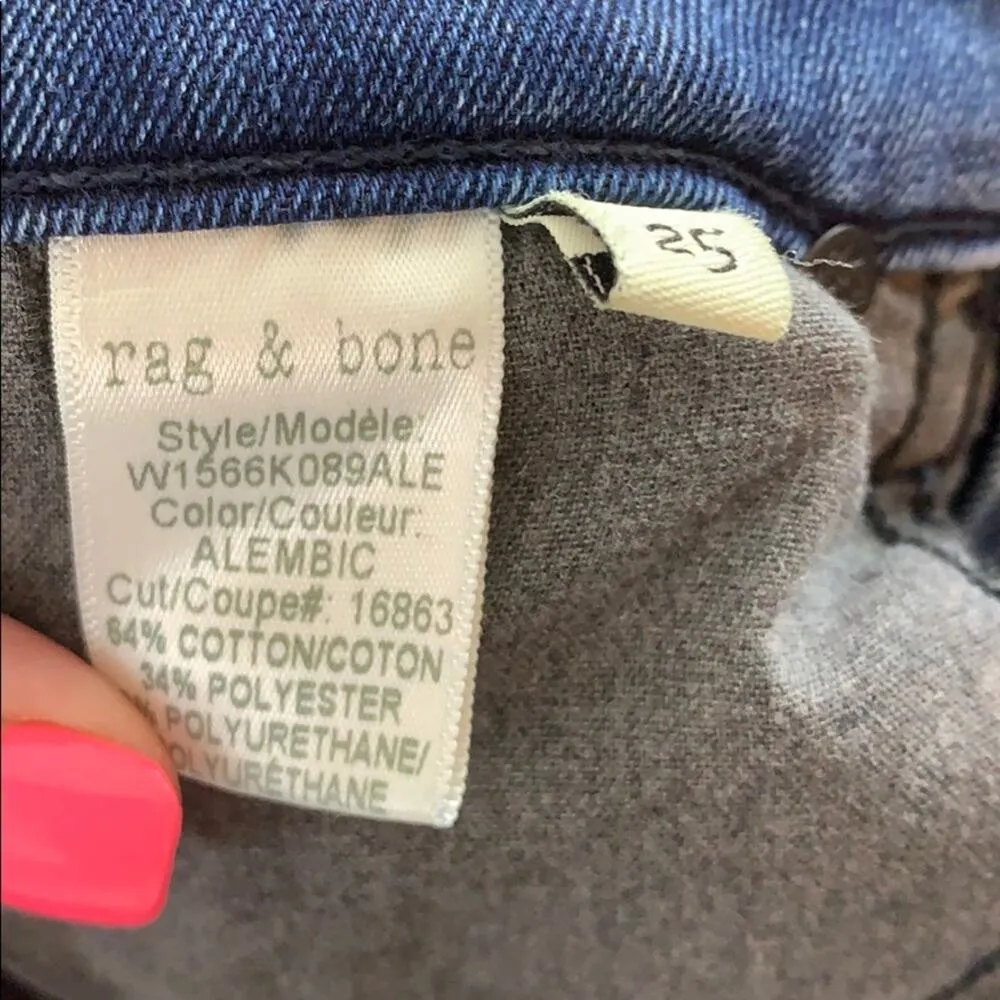 25
rag & bone
Style/Modèle:
W1566K089ALE
Color/Couleur:
ALEMBIC
Cut/Coupe#: 16863
64% COTTON/COTON
34% POLYESTER
% POLYURETHANE/
POLYURÉTHANE